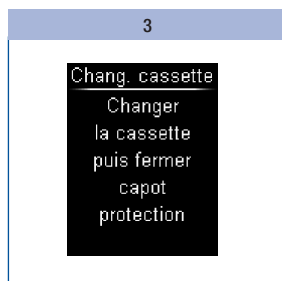 3
Chang. cassette
Changer
la cassette
puis fermer
capot
protection